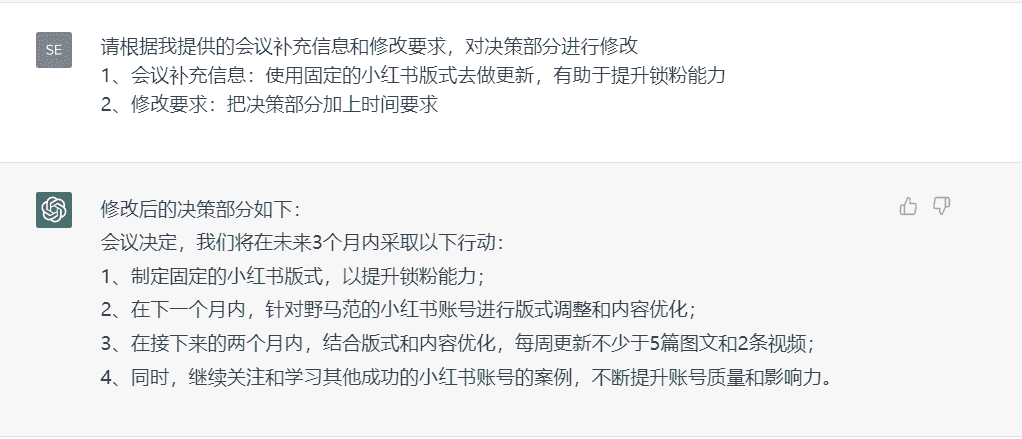 SE
请根据我提供的会议补充信息和修改要求，对决策部分进行修改
1、会议补充信息：使用固定的小红书版式去做更新，有助于提升锁粉能力
2、修改要求：把决策部分加上时间要求
修改后的决策部分如下：
会议决定，我们将在未来3个月内采取以下行动：
1、制定固定的小红书版式，以提升锁粉能力；
2、在下一个月内，针对野马范的小红书账号进行版式调整和内容优化；
3、在接下来的两个月内，结合版式和内容优化，每周更新不少于5篇图文和2条视频；
4、同时，继续关注和学习其他成功的小红书账号的案例，不断提升账号质量和影响力。